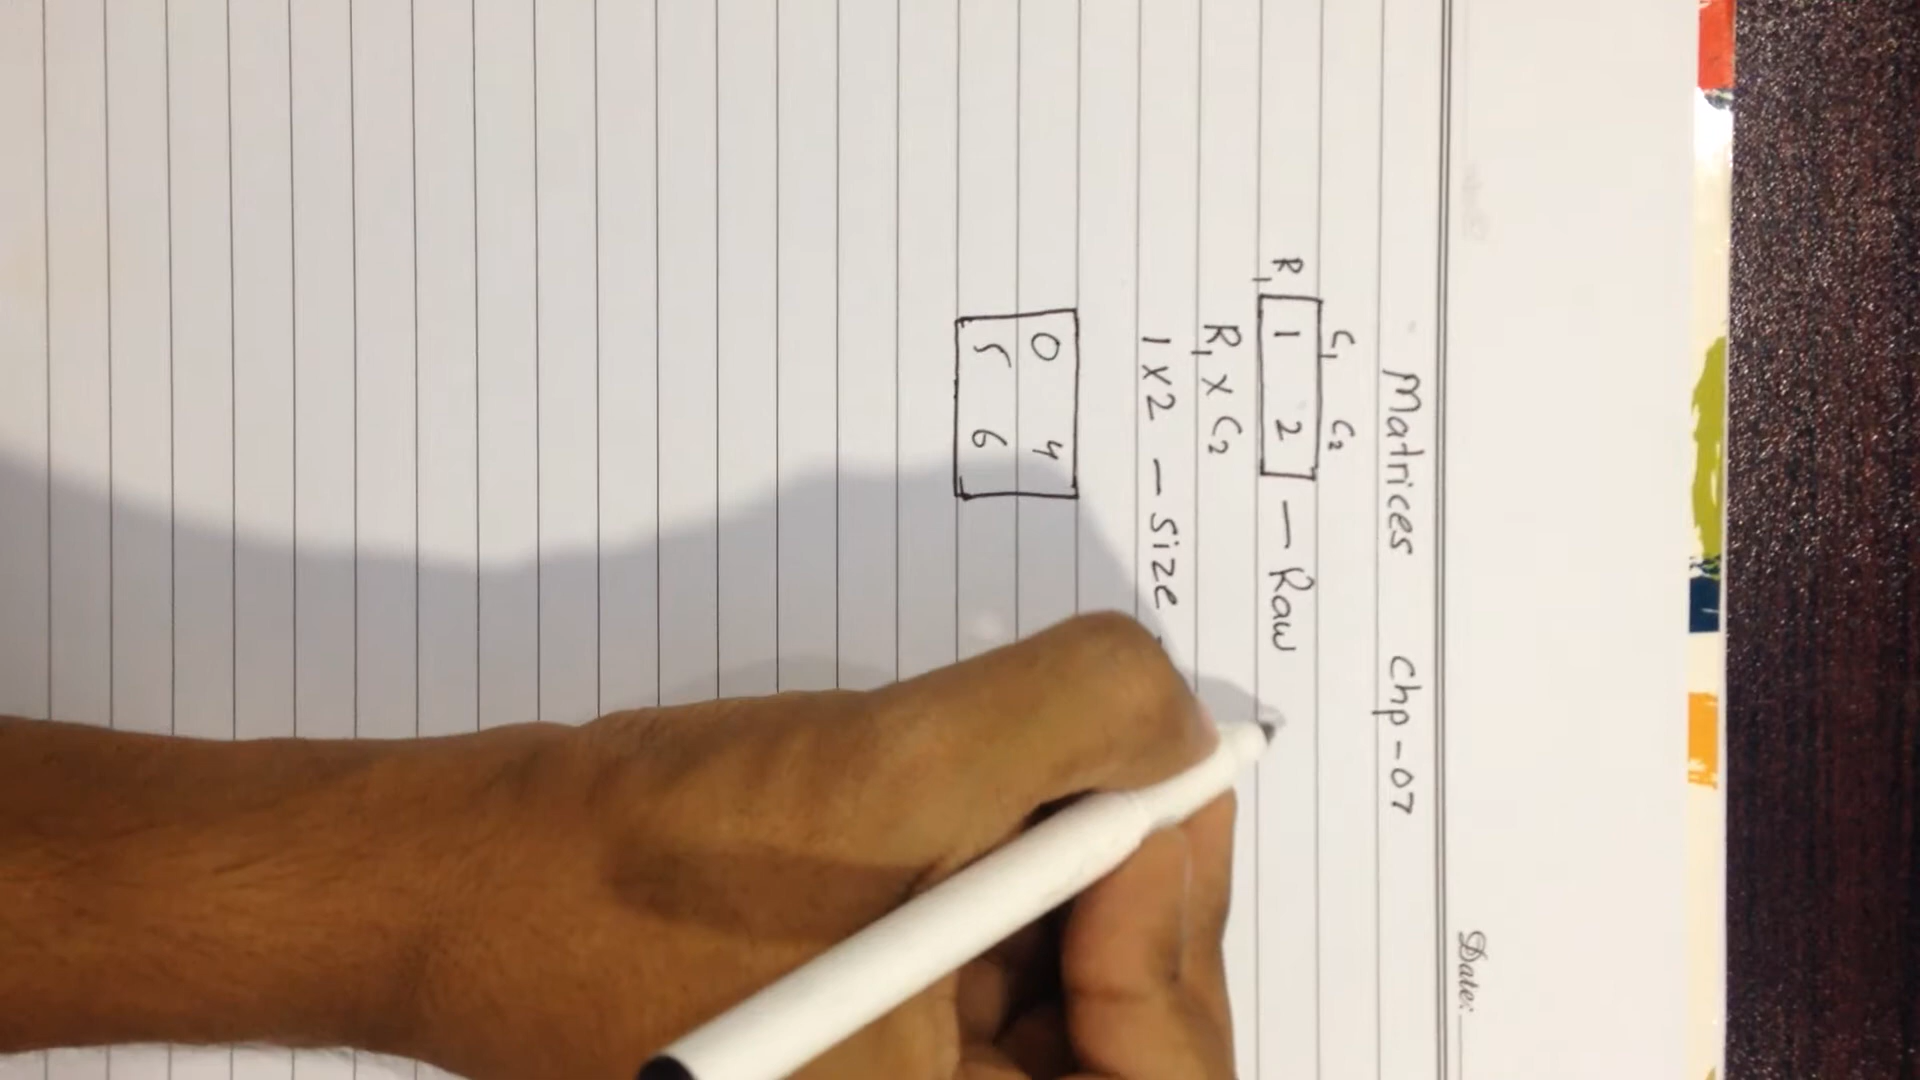 Date:
Matrices Chp-07
C₁ C₂
R₁ [1 2] - Raw
R₁ x C₂
1x2 - size
0 4
5 6